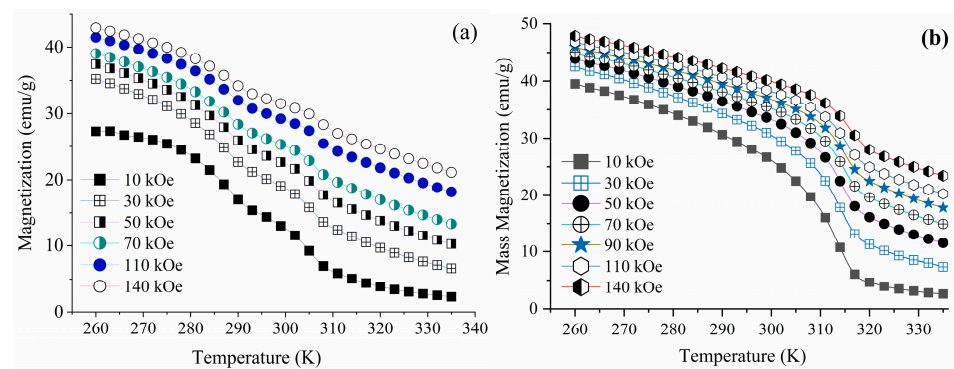 (a)
Magnetization (emu/g)
40
30
20
10
0
10 kOe
30 kOe
50 kOe
70 kOe
110 kOe
140 kOe
260 270 280 290 300 310 320 330 340
Temperature (K)
(b)
Mass Magnetization (emu/g)
50
40
30
20
10
0
10 kOe
30 kOe
50 kOe
70 kOe
90 kOe
110 kOe
140 kOe
260 270 280 290 300 310 320 330
Temperature (K)